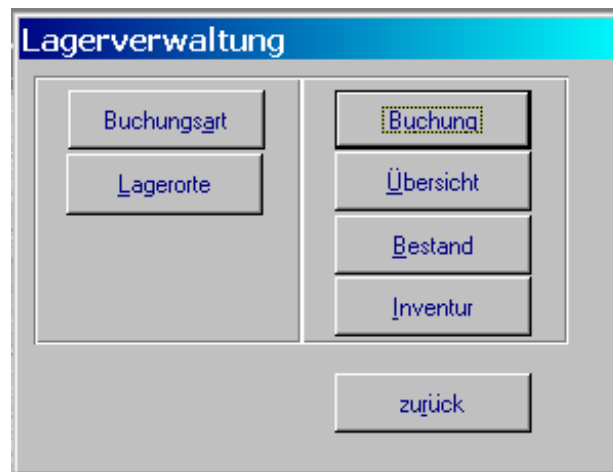 Lagerverwaltung
Buchungsart
Lagerorte
Buchung
Übersicht
Bestand
Inventur
zurück